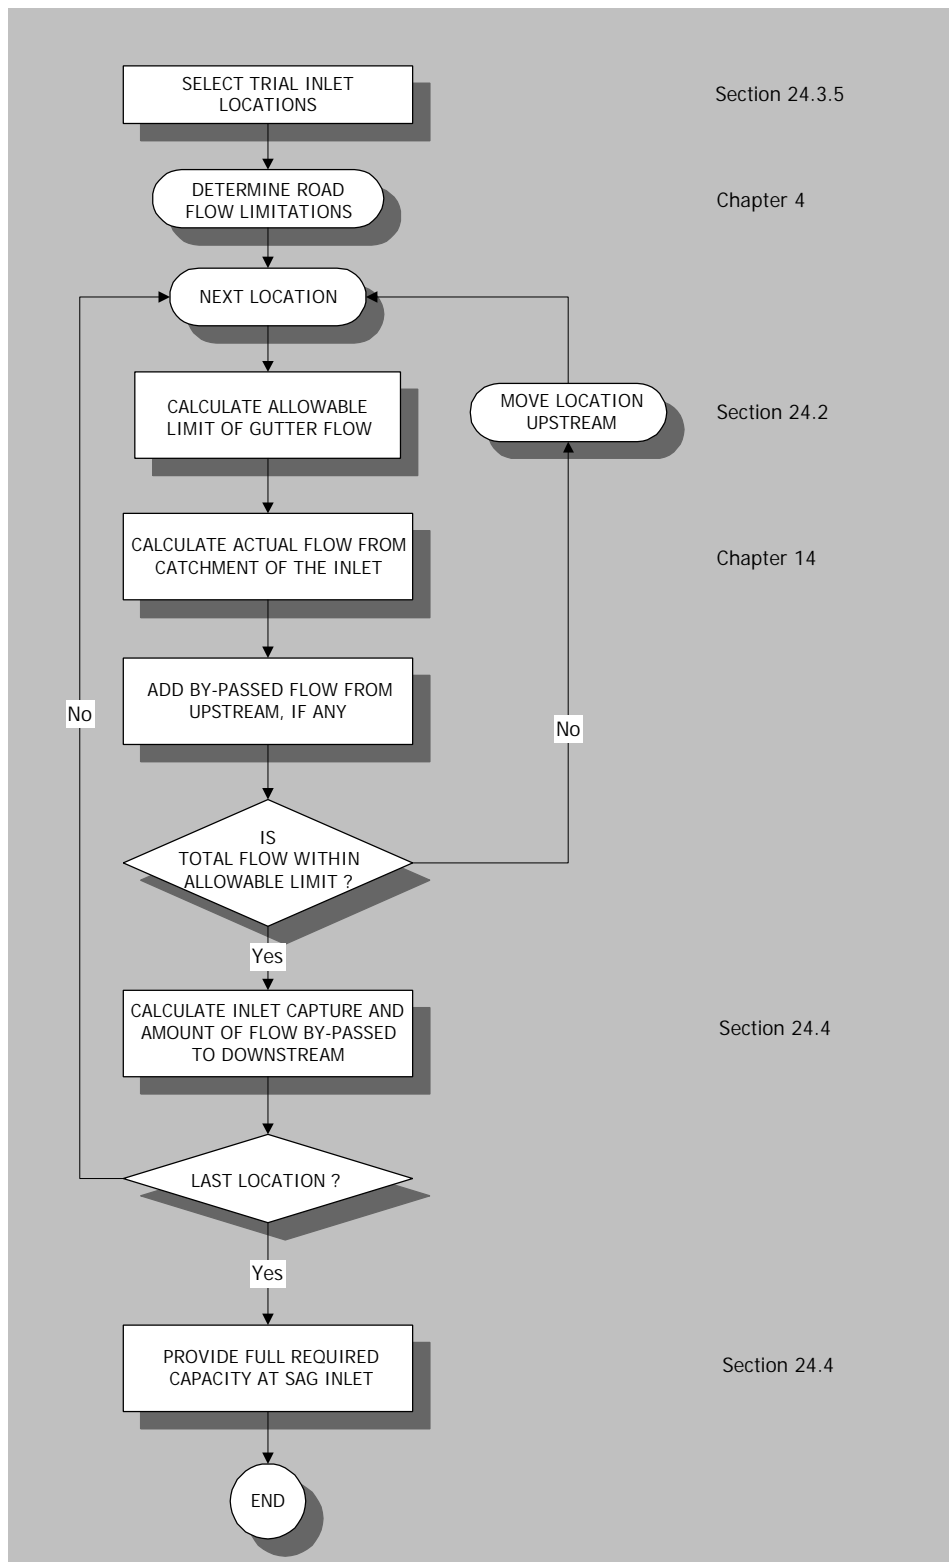 SELECT TRIAL INLET
LOCATIONS
Section 24.3.5
DETERMINE ROAD
FLOW LIMITATIONS
Chapter 4
NEXT LOCATION
CALCULATE ALLOWABLE
LIMIT OF GUTTER FLOW
MOVE LOCATION
UPSTREAM
Section 24.2
CALCULATE ACTUAL FLOW FROM
CATCHMENT OF THE INLET
Chapter 14
ADD BY-PASSED FLOW FROM
UPSTREAM, IF ANY
No
No
IS
TOTAL FLOW WITHIN
ALLOWABLE LIMIT ?
Yes
CALCULATE INLET CAPTURE AND
AMOUNT OF FLOW BY-PASSED
TO DOWNSTREAM
Section 24.4
LAST LOCATION ?
Yes
PROVIDE FULL REQUIRED
CAPACITY AT SAG INLET
Section 24.4
END